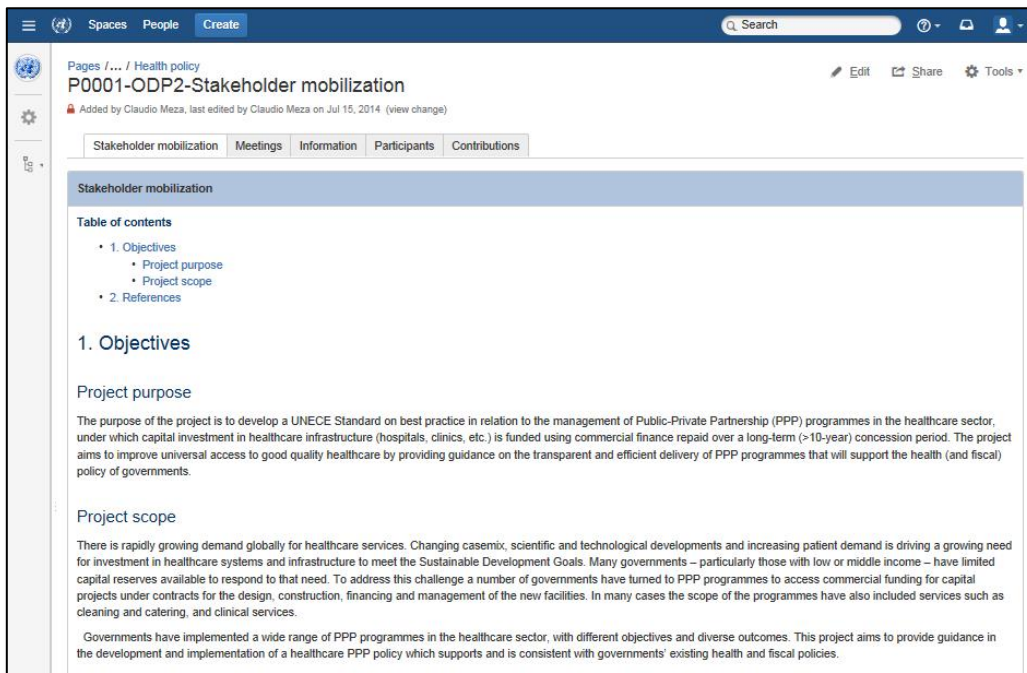 Spaces People Create Search
Pages /... / Health policy
P0001-ODP2-Stakeholder mobilization
Edit Share Tools
Added by Claudio Meza, last edited by Claudio Meza on Jul 15, 2014 (view change)
Stakeholder mobilization Meetings Information Participants Contributions
Stakeholder mobilization
Table of contents
• 1. Objectives
• Project purpose
• Project scope
• 2. References
1. Objectives
Project purpose
The purpose of the project is to develop a UNECE Standard on best practice in relation to the management of Public-Private Partnership (PPP) programmes in the healthcare sector,
under which capital investment in healthcare infrastructure (hospitals, clinics, etc.) is funded using commercial finance repaid over a long-term (>10-year) concession period. The project
aims to improve universal access to good quality healthcare by providing guidance on the transparent and efficient delivery of PPP programmes that will support the health (and fiscal)
policy of governments.
Project scope
There is rapidly growing demand globally for healthcare services. Changing casemix, scientific and technological developments and increasing patient demand is driving a growing need
for investment in healthcare systems and infrastructure to meet the Sustainable Development Goals. Many governments – particularly those with low or middle income – have limited
capital reserves available to respond to that need. To address this challenge a number of governments have turned to PPP programmes to access commercial funding for capital
projects under contracts for the design, construction, financing and management of the new facilities. In many cases the scope of the programmes have also included services such as
cleaning and catering, and clinical services.
Governments have implemented a wide range of PPP programmes in the healthcare sector, with different objectives and diverse outcomes. This project aims to provide guidance in
the development and implementation of a healthcare PPP policy which supports and is consistent with governments' existing health and fiscal policies.